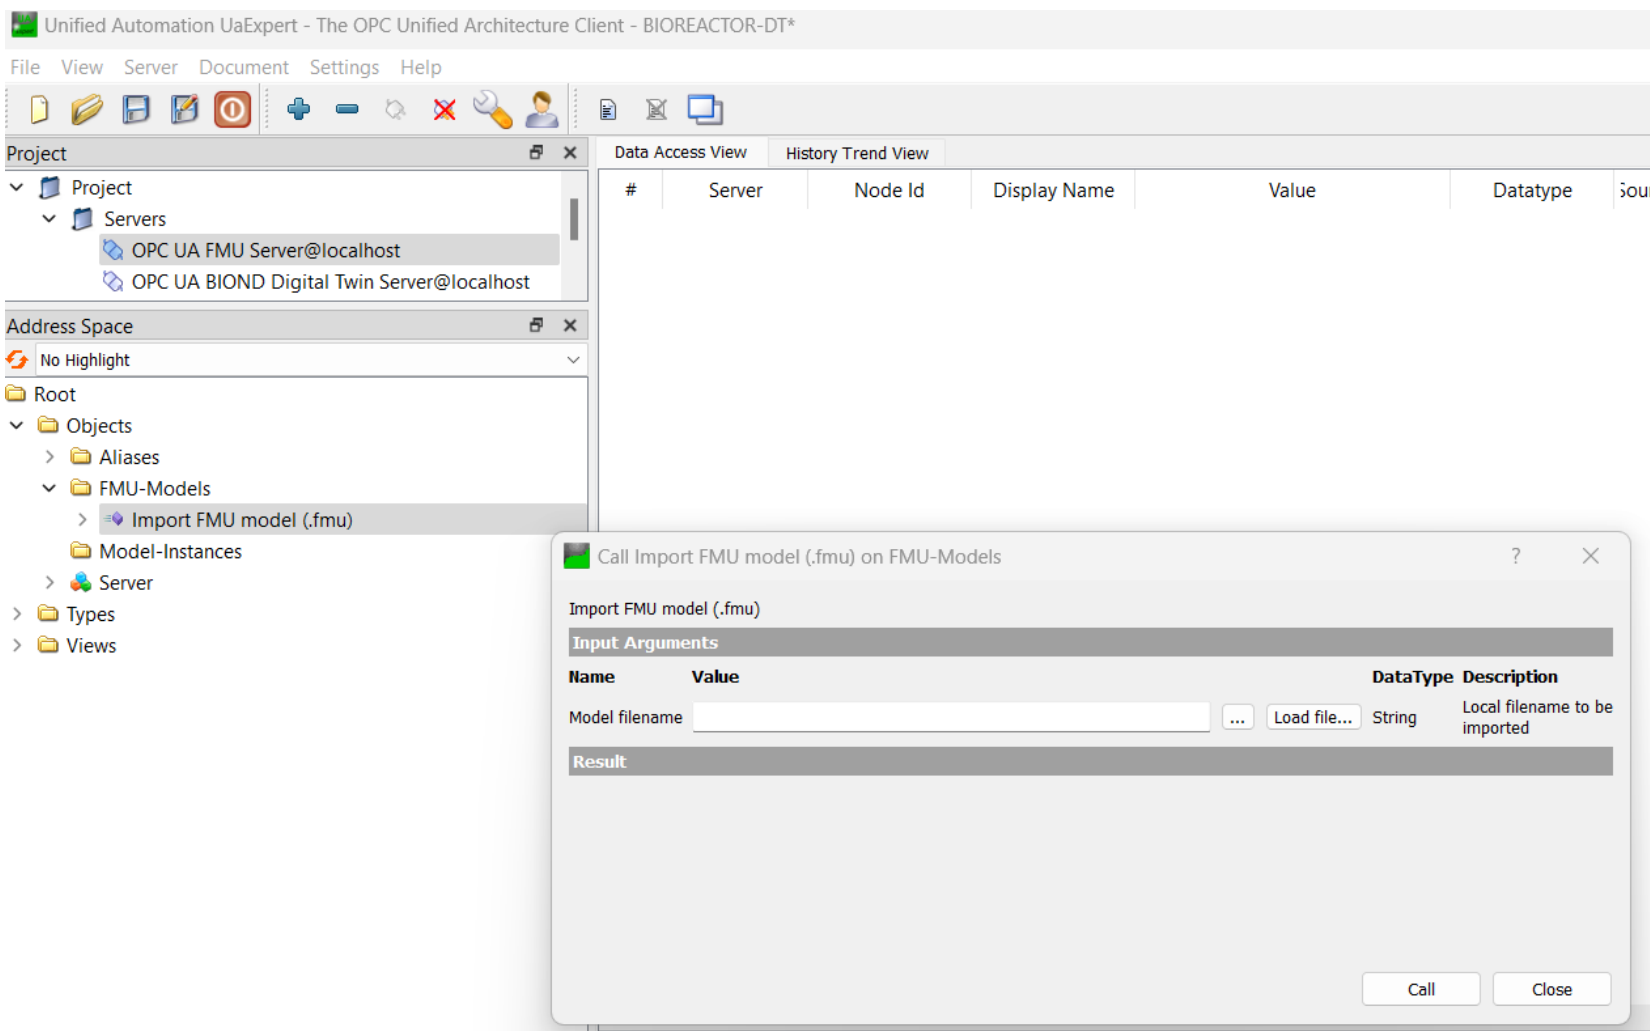 Unified Automation UaExpert - The OPC Unified Architecture Client - BIOREACTOR-DT*
File View Server Document Settings Help
Project
Project
Servers
OPC UA FMU Server@localhost
OPC UA BIOND Digital Twin Server@localhost
Address Space
No Highlight
Root
Objects
Aliases
FMU-Models
Import FMU model (.fmu)
Model-Instances
Server
Types
Views
Data Access View History Trend View
# Server Node Id Display Name Value Datatype
Call Import FMU model (.fmu) on FMU-Models ?
Import FMU model (.fmu)
Input Arguments
Name Value DataType Description
Model filename ... Load file... String Local filename to be
imported
Result
Call Close